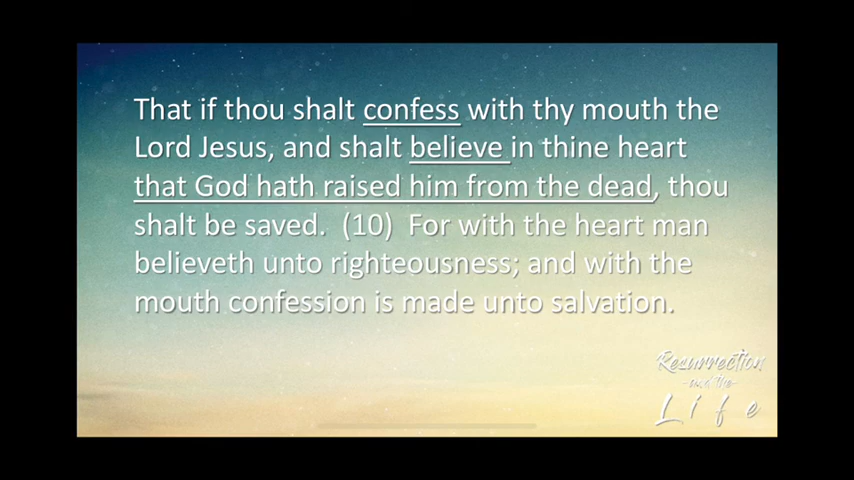 That if thou shalt confess with thy mouth the
Lord Jesus, and shalt believe in thine heart
that God hath raised him from the dead, thou
shalt be saved.  (10)  For with the heart man
believeth unto righteousness; and with the
mouth confession is made unto salvation.
Resurrection
-and the-
Life